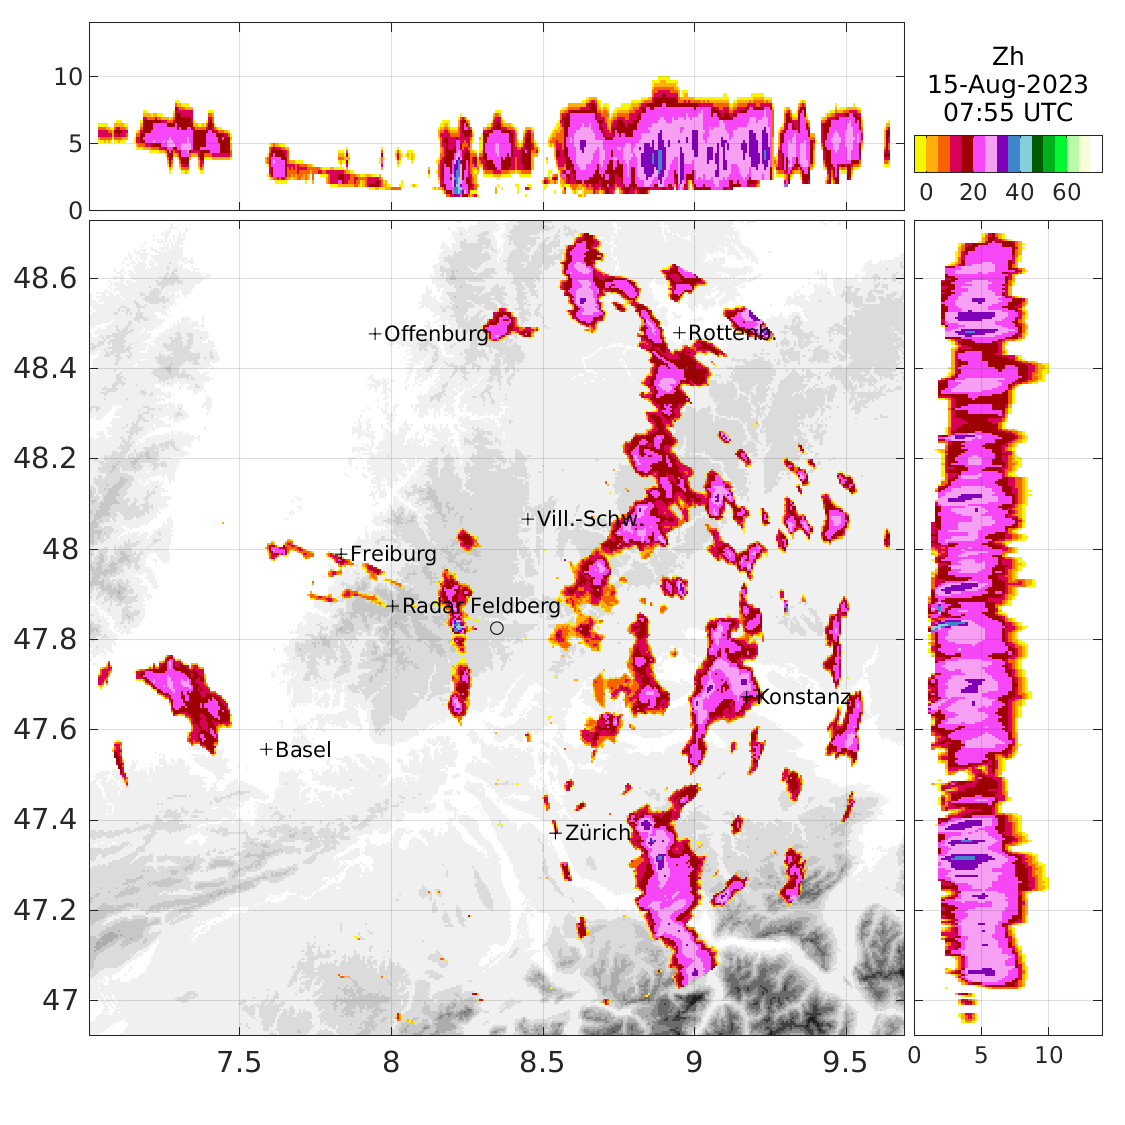 Zh
15-Aug-2023
07:55 UTC
0 20 40 60
10
5
0
48.6
48.4
48.2
48
47.8
47.6
47.4
47.2
47
+Offenburg
+Rottenb.
+Vill.-Schw.
+Freiburg
+Radar Feldberg
+Konstanz
+Basel
+Zürich
7.5 8 8.5 9 9.5
0 5 10